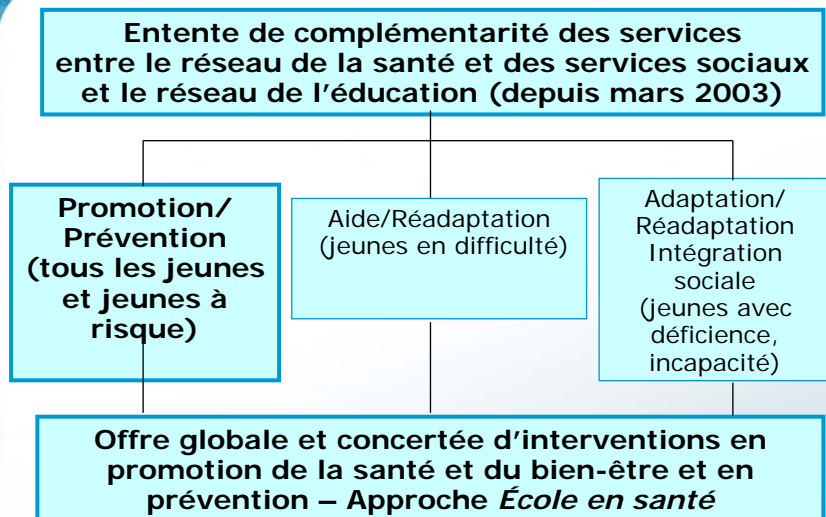 Entente de complémentarité des services
entre le réseau de la santé et des services sociaux
et le réseau de l'éducation (depuis mars 2003)
Promotion/
Prévention
(tous les jeunes
et jeunes à
risque)
Aide/Réadaptation
(jeunes en difficulté)
Adaptation/
Réadaptation
Intégration
sociale
(jeunes avec
déficience,
incapacité)
Offre globale et concertée d'interventions en
promotion de la santé et du bien-être et en
prévention – Approche École en santé